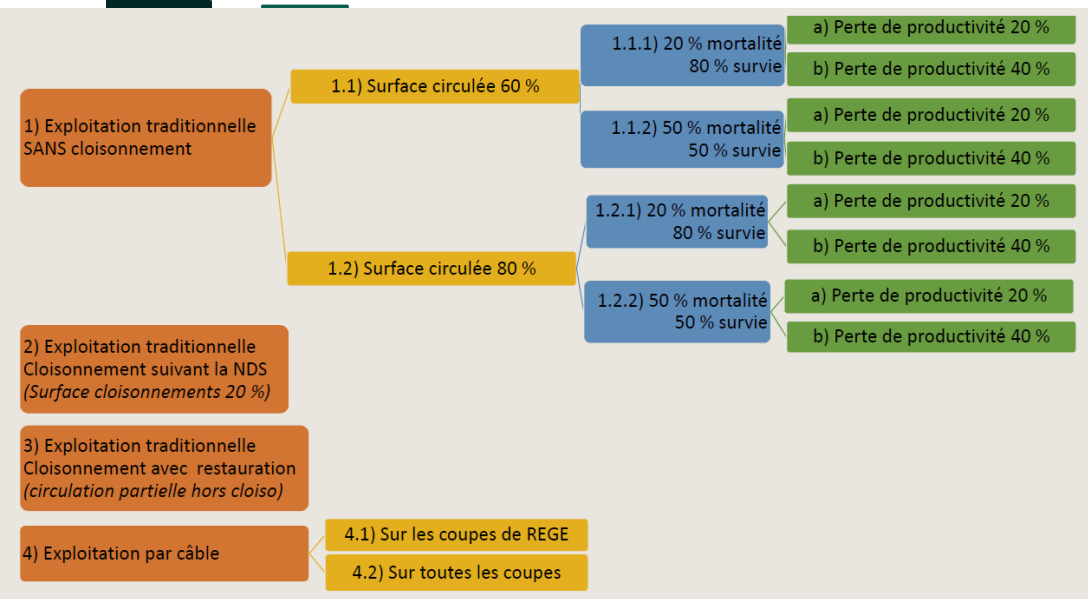 1) Exploitation traditionnelle
SANS cloisonnement
1.1) Surface circulée 60 %
1.1.1) 20 % mortalité
80 % survie
a) Perte de productivité 20 %
b) Perte de productivité 40 %
1.1.2) 50 % mortalité
50 % survie
a) Perte de productivité 20 %
b) Perte de productivité 40 %
1.2) Surface circulée 80 %
1.2.1) 20 % mortalité
80 % survie
a) Perte de productivité 20 %
b) Perte de productivité 40 %
1.2.2) 50 % mortalité
50 % survie
a) Perte de productivité 20 %
b) Perte de productivité 40 %
2) Exploitation traditionnelle
Cloisonnement suivant la NDS
(Surface cloisonnements 20 %)
3) Exploitation traditionnelle
Cloisonnement avec restauration
(circulation partielle hors cloiso)
4) Exploitation par câble
4.1) Sur les coupes de REGE
4.2) Sur toutes les coupes